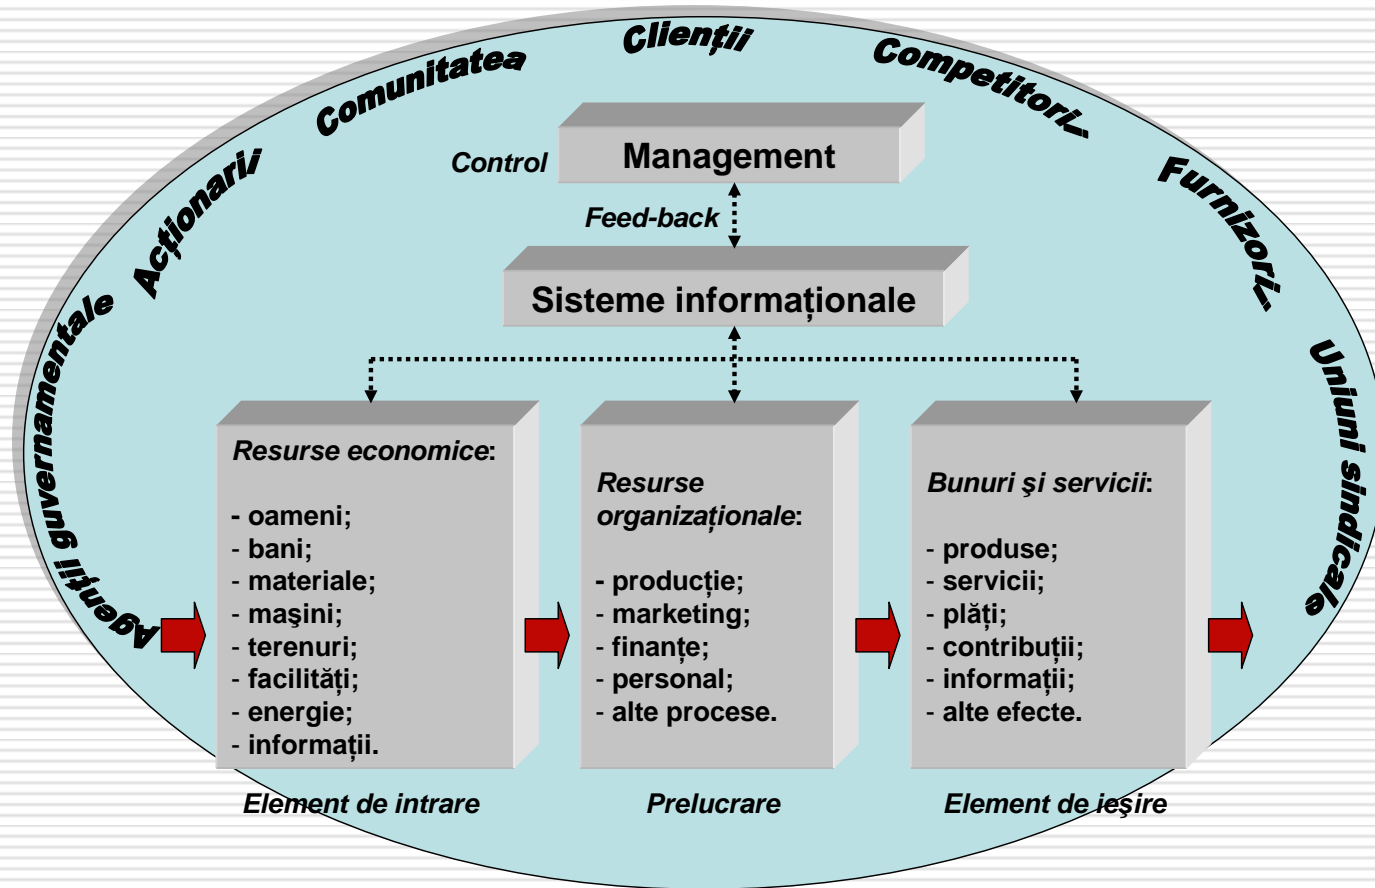 Agenții guvernamentale
Acționarii
Comunitatea
Clienții
Competitorii
Furnizorii
Uniuni sindicale
Control
Management
Feed-back
Sisteme informaționale
Resurse economice:
- oameni;
- bani;
- materiale;
- maşini;
- terenuri;
- facilități;
- energie;
- informații.
Element de intrare
Resurse
organizaționale:
- producție;
- marketing;
- finanțe;
- personal;
- alte procese.
Prelucrare
Bunuri şi servicii:
- produse;
- servicii;
- plăți;
- contribuții;
- informații;
- alte efecte.
Element de ieşire